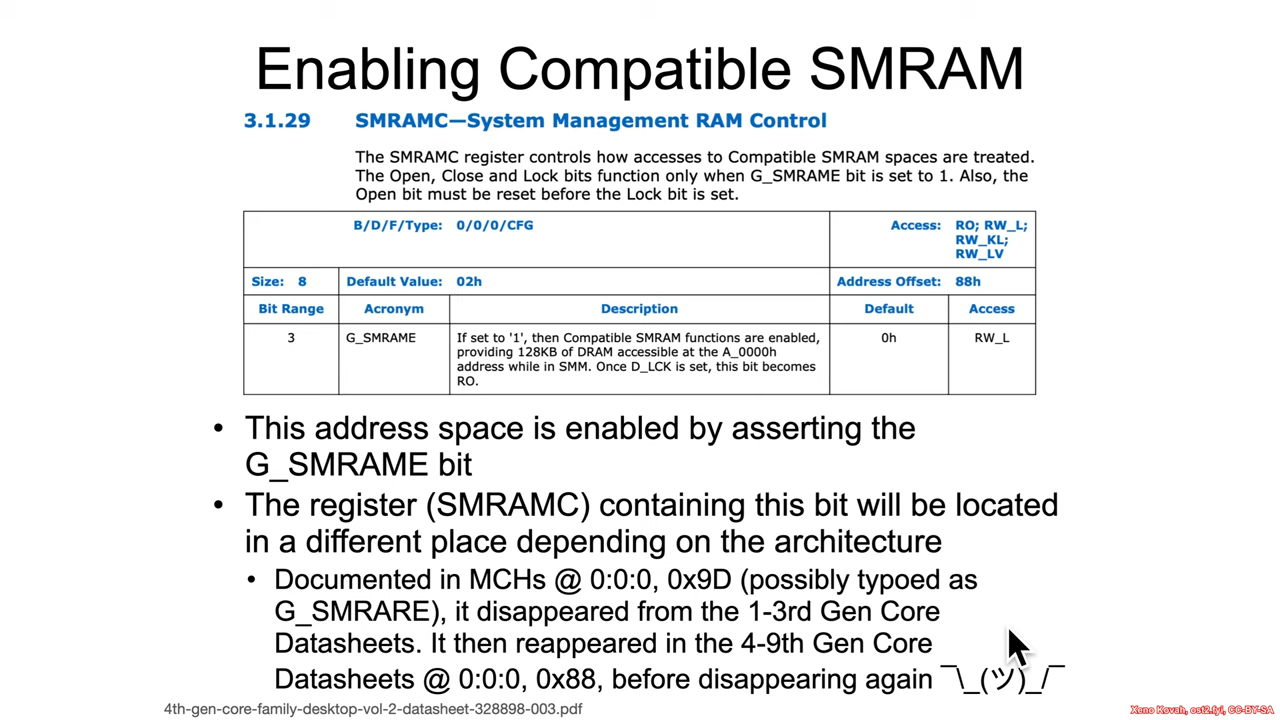 Enabling Compatible SMRAM
3.1.29 SMRAMC—System Management RAM Control
The SMRAMC register controls how accesses to Compatible SMRAM spaces are treated.
The Open, Close and Lock bits function only when G_SMRAME bit is set to 1. Also, the
Open bit must be reset before the Lock bit is set.
B/D/F/Type: 0/0/0/CFG
Access: RO; RW_L;
RW_KL;
RW_LV
Size: 8 Default Value: 02h Address Offset: 88h
Bit Range Acronym Description Default Access
3 G_SMRAME If set to '1', then Compatible SMRAM functions are enabled, 0h RW_L
providing 128KB of DRAM accessible at the A_0000h
address while in SMM. Once D_LCK is set, this bit becomes
RO.
• This address space is enabled by asserting the
G_SMRAME bit
• The register (SMRAMC) containing this bit will be located
in a different place depending on the architecture
• Documented in MCHs @ 0:0:0, 0x9D (possibly typoed as
G_SMRARE), it disappeared from the 1-3rd Gen Core
Datasheets. It then reappeared in the 4-9th Gen Core
Datasheets @ 0:0:0, 0x88, before disappearing again ¯\_(ツ)_/¯
4th-gen-core-family-desktop-vol-2-datasheet-328898-003.pdf
Xeno Kovah, ost2.fyi, CC-BY-SA